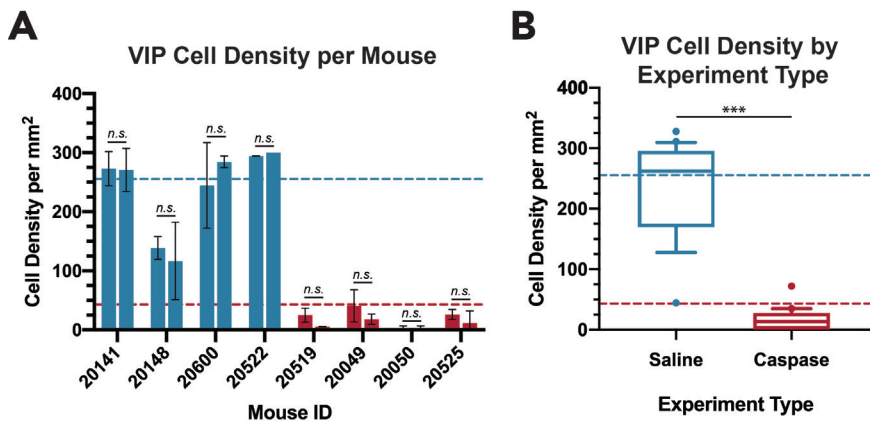 A
VIP Cell Density per Mouse
Cell Density per mm2
400
300
200
100
0
n.s.
n.s.
n.s.
n.s.
n.s.
n.s.
n.s.
n.s.
20141
20148
20600
20522
20519
20049
20050
20525
Mouse ID
B
VIP Cell Density by
Experiment Type
Cell Density per mm2
400
300
200
100
0
***
Saline
Caspase
Experiment Type